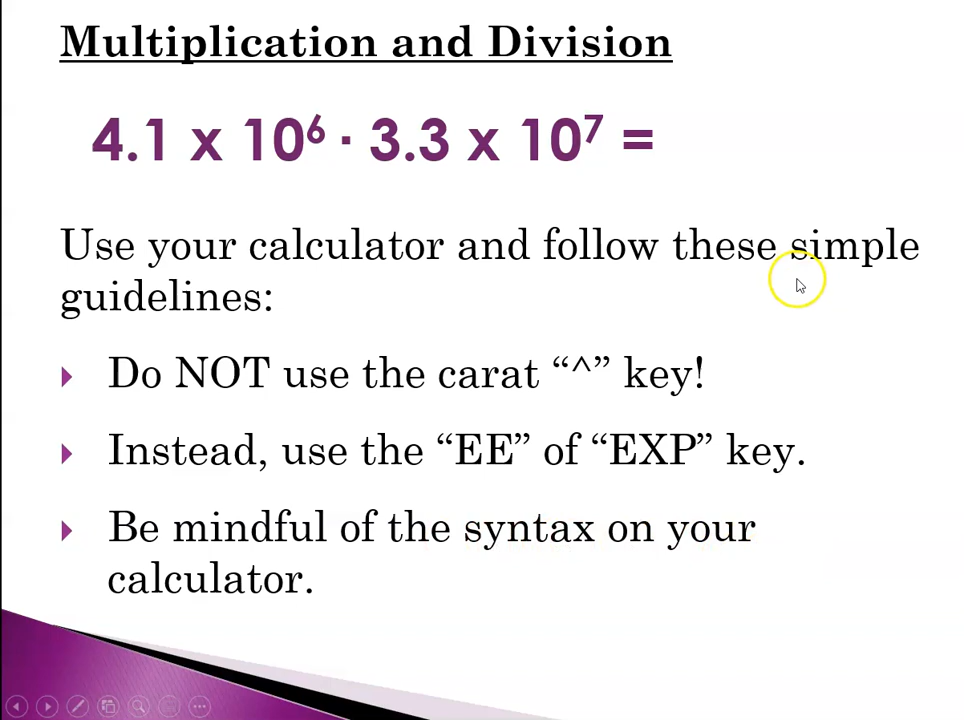 Multiplication and Division
4.1 x 10⁶ · 3.3 x 10⁷ =
Use your calculator and follow these simple
guidelines:
Do NOT use the carat “^” key!
Instead, use the “EE” of “EXP” key.
Be mindful of the syntax on your
calculator.